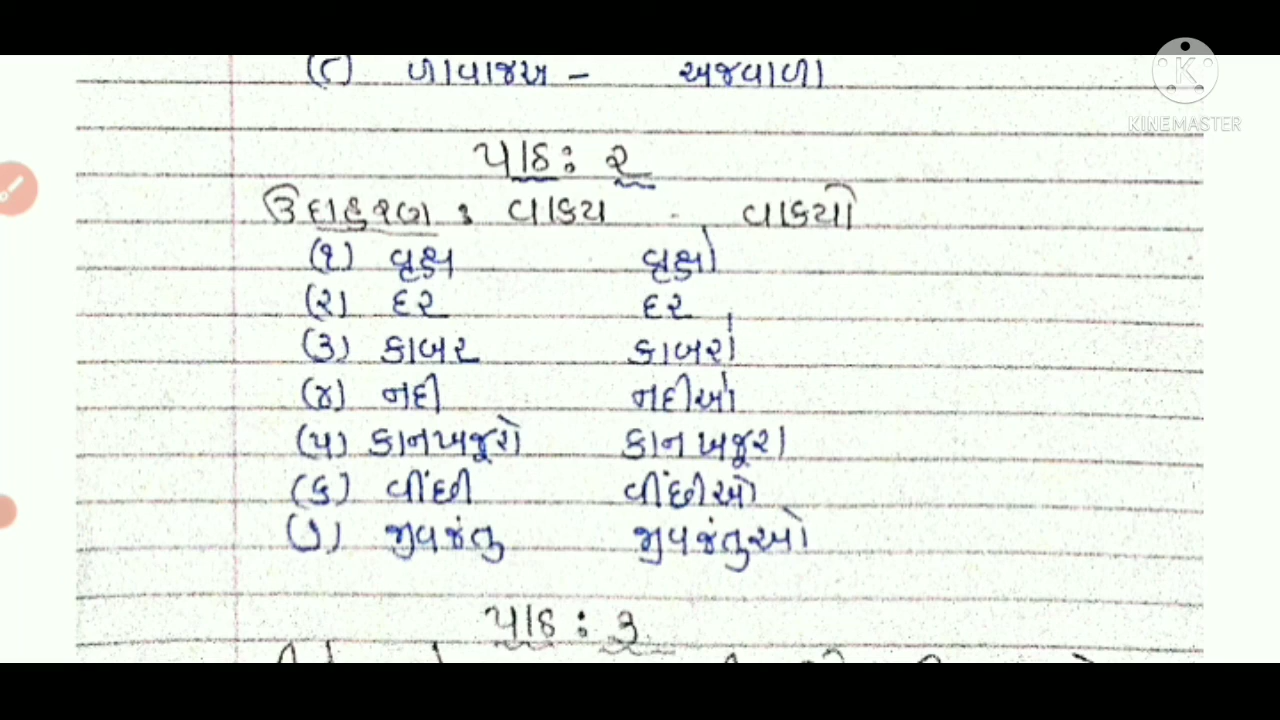 (૮) ળાવાજઅ - અજવાળા
KINEMASTER
પાઠ : ૨
ઉદાહરણ : વાક્ય વાક્યો
(૧) વૃક્ષ વૃક્ષો
(૨) દર દર
(૩) કાબર કાબરો
(૪) નદી નદીઓ
(૫) કાનખજૂરો કાનખજૂરા
(૬) વીંછી વીંછીઓ
(૭) જીવજંતુ જીવજંતુઓ
પાઠ : ૩